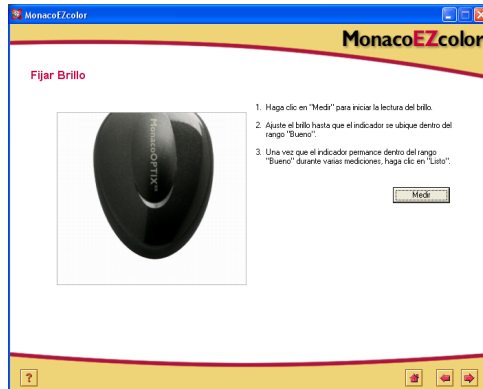 MonacoEZcolor
MonacoEZcolor
Fijar Brillo
1. Haga clic en "Medir" para iniciar la lectura del brillo.
2. Ajuste el brillo hasta que el indicador se ubique dentro del
rango "Bueno".
3. Una vez que el indicador permance dentro del rango
"Bueno" durante varias mediciones, haga clic en "Listo".
MonacoOPTIX
Medir
?